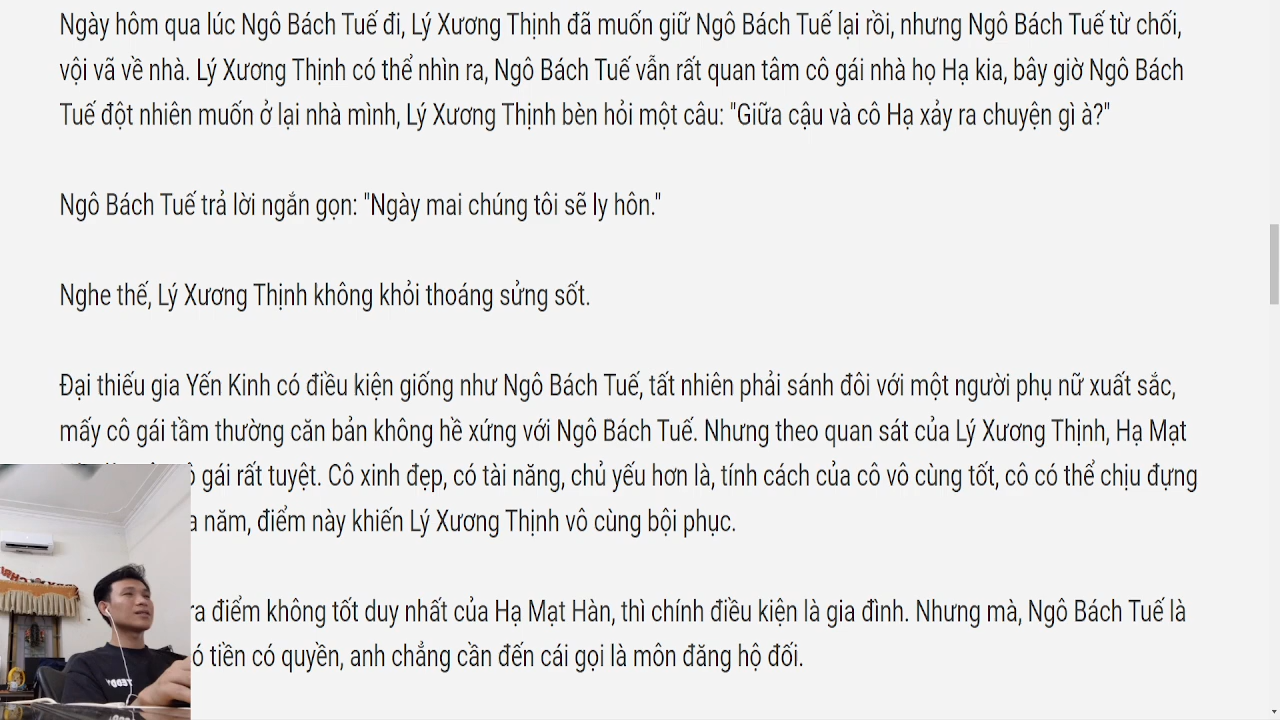 Ngày hôm qua lúc Ngô Bách Tuế đi, Lý Xương Thịnh đã muốn giữ Ngô Bách Tuế lại rồi, nhưng Ngô Bách Tuế từ chối,
vội vã về nhà. Lý Xương Thịnh có thể nhìn ra, Ngô Bách Tuế vẫn rất quan tâm cô gái nhà họ Hạ kia, bây giờ Ngô Bách
Tuế đột nhiên muốn ở lại nhà mình, Lý Xương Thịnh bèn hỏi một câu: "Giữa cậu và cô Hạ xảy ra chuyện gì à?"
Ngô Bách Tuế trả lời ngắn gọn: "Ngày mai chúng tôi sẽ ly hôn."
Nghe thế, Lý Xương Thịnh không khỏi thoáng sửng sốt.
Đại thiếu gia Yến Kinh có điều kiện giống như Ngô Bách Tuế, tất nhiên phải sánh đôi với một người phụ nữ xuất sắc,
mấy cô gái tầm thường căn bản không hề xứng với Ngô Bách Tuế. Nhưng theo quan sát của Lý Xương Thịnh, Hạ Mạt
gái rất tuyệt. Cô xinh đẹp, có tài năng, chủ yếu hơn là, tính cách của cô vô cùng tốt, cô có thể chịu đựng
năm, điểm này khiến Lý Xương Thịnh vô cùng bội phục.
ra điểm không tốt duy nhất của Hạ Mạt Hàn, thì chính điều kiện là gia đình. Nhưng mà, Ngô Bách Tuế là
có tiền có quyền, anh chẳng cần đến cái gọi là môn đăng hộ đối.